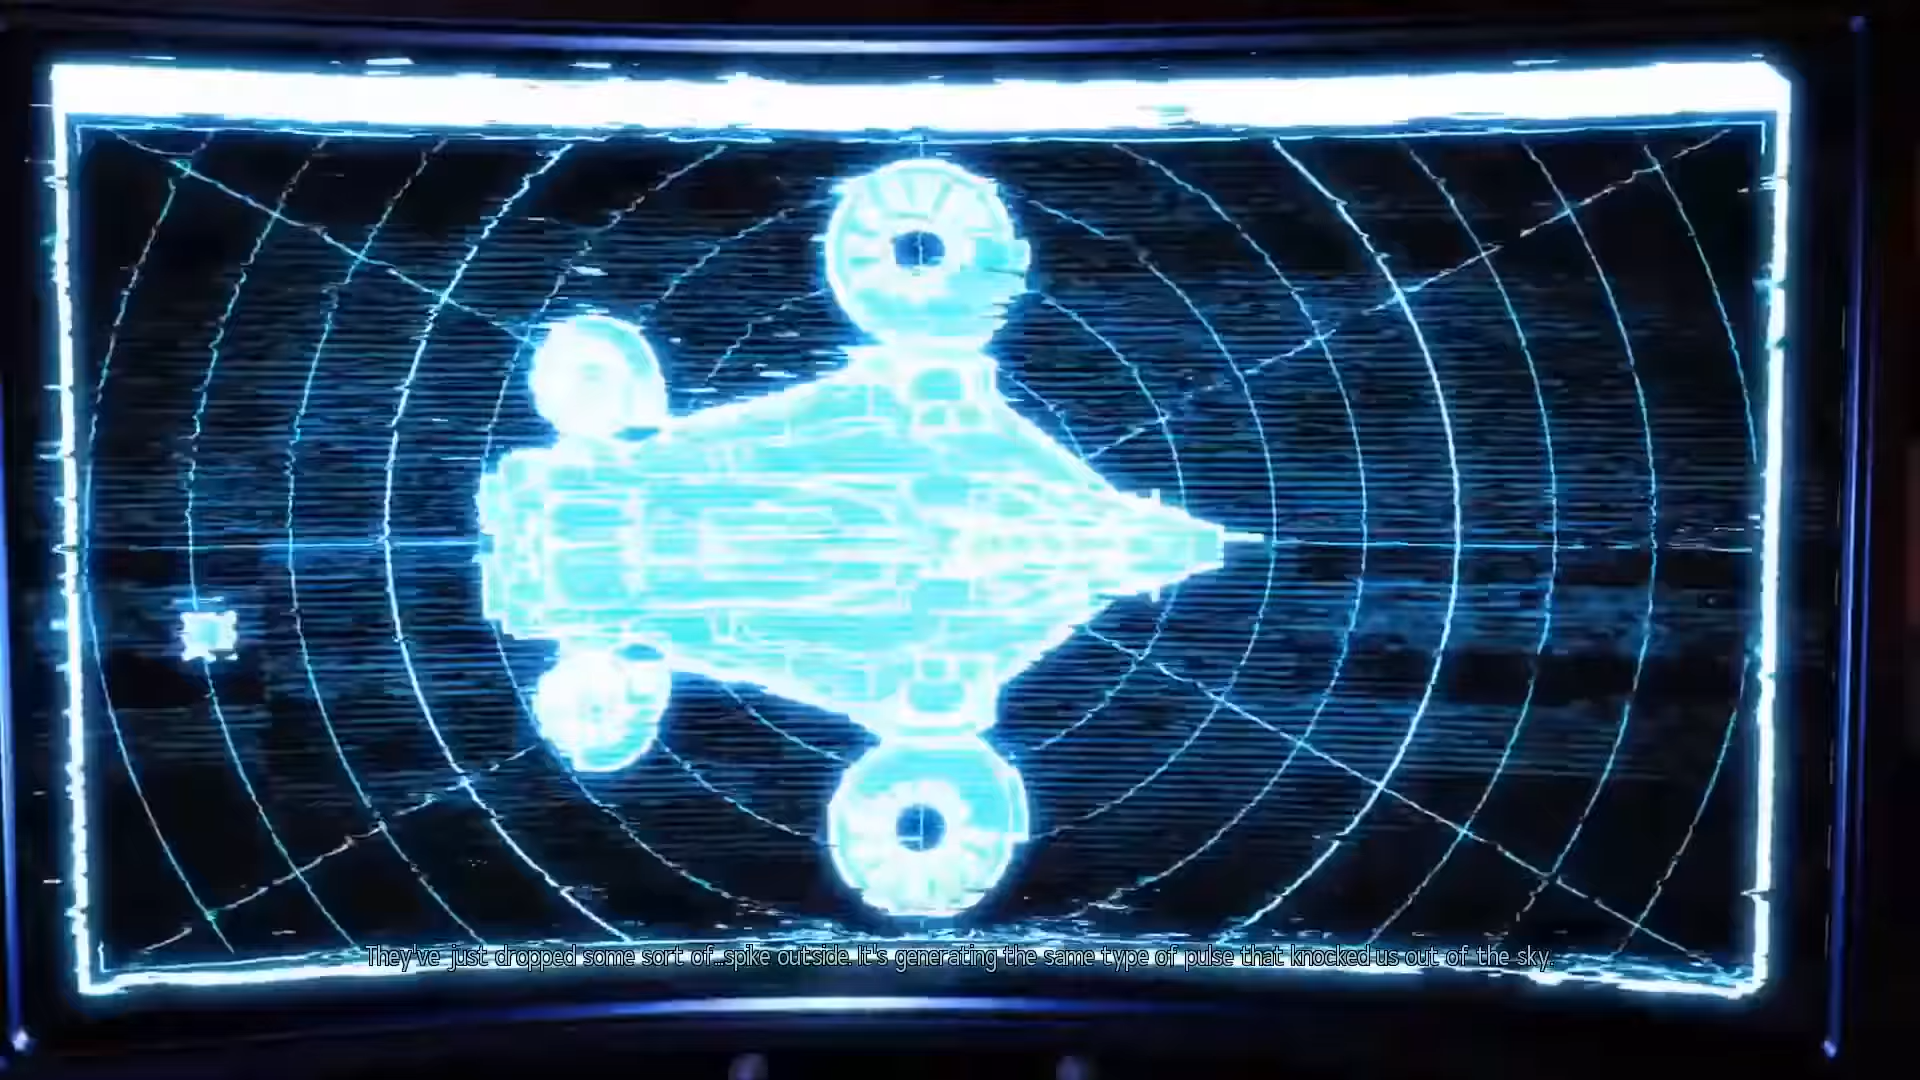 They've just dropped some sort of...spike outside. It's generating the same type of pulse that knocked us out of the sky.